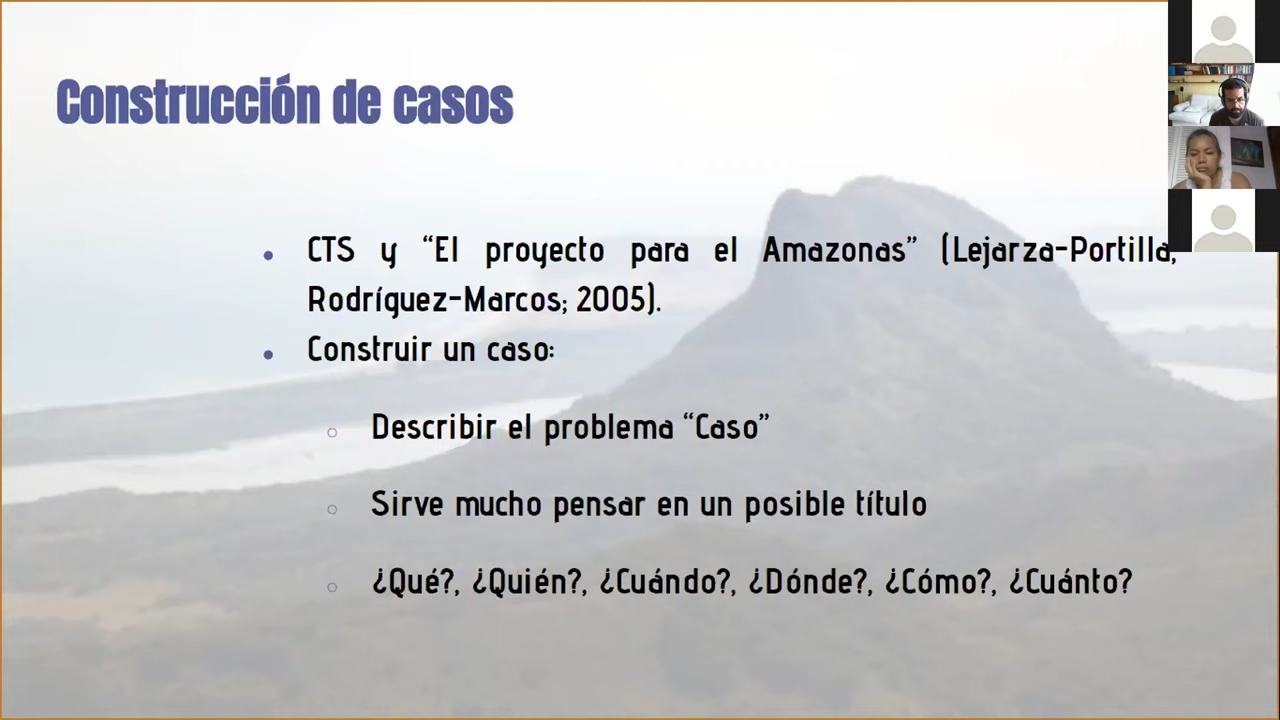 Construcción de casos
CTS y “El proyecto para el Amazonas” (Lejarza-Portilla,
Rodríguez-Marcos; 2005).
Construir un caso:
Describir el problema “Caso”
Sirve mucho pensar en un posible título
¿Qué?, ¿Quién?, ¿Cuándo?, ¿Dónde?, ¿Cómo?, ¿Cuánto?